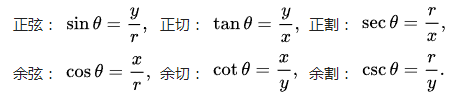 正弦： sin θ = y/r, 正切： tan θ = y/x, 正割： sec θ = r/x,
余弦： cos θ = x/r, 余切： cot θ = x/y, 余割： csc θ = r/y.